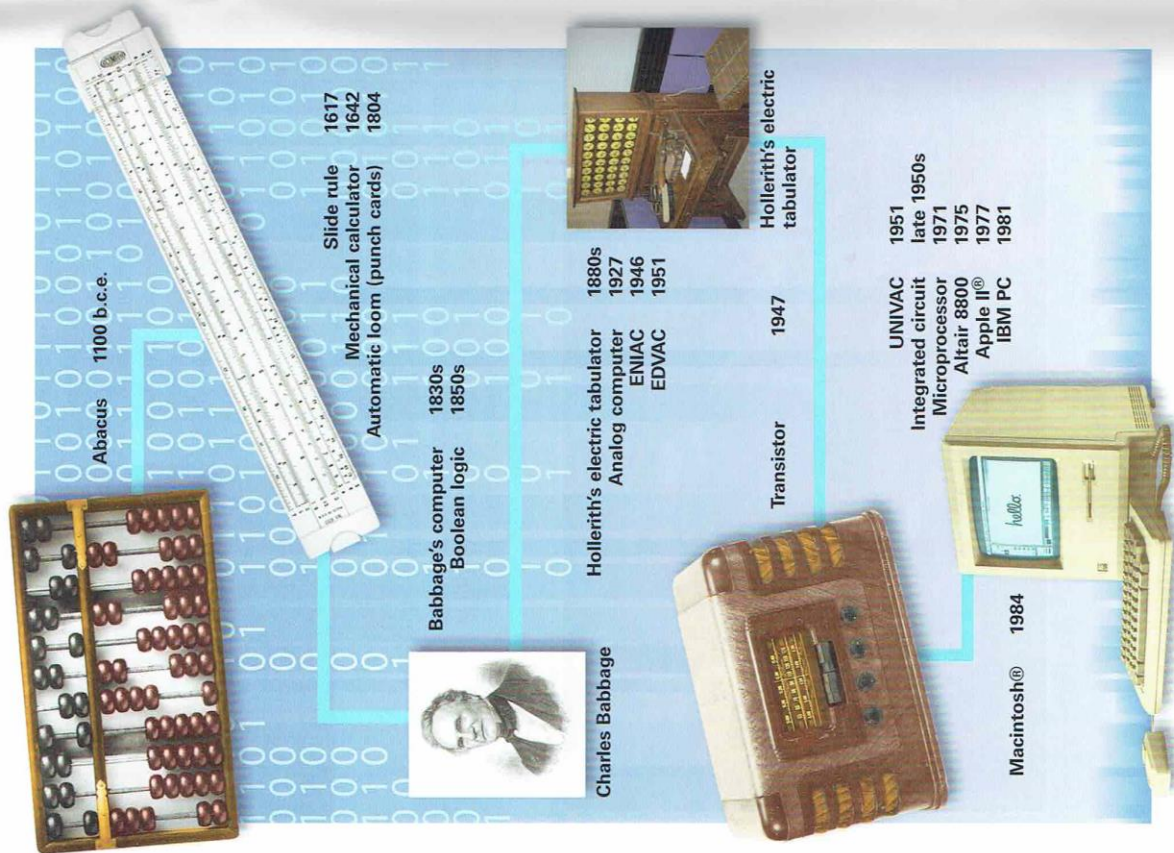 Abacus 1100 b.c.e.
Slide rule 1617
Mechanical calculator 1642
Automatic loom (punch cards) 1804
Babbage's computer 1830s
Boolean logic 1850s
Charles Babbage
Hollerith's electric tabulator 1880s
Analog computer 1927
ENIAC 1946
EDVAC 1951
Hollerith's electric
tabulator
Transistor 1947
UNIVAC 1951
Integrated circuit late 1950s
Microprocessor 1971
Altair 8800 1975
Apple II® 1977
IBM PC 1981
Macintosh® 1984
hello.